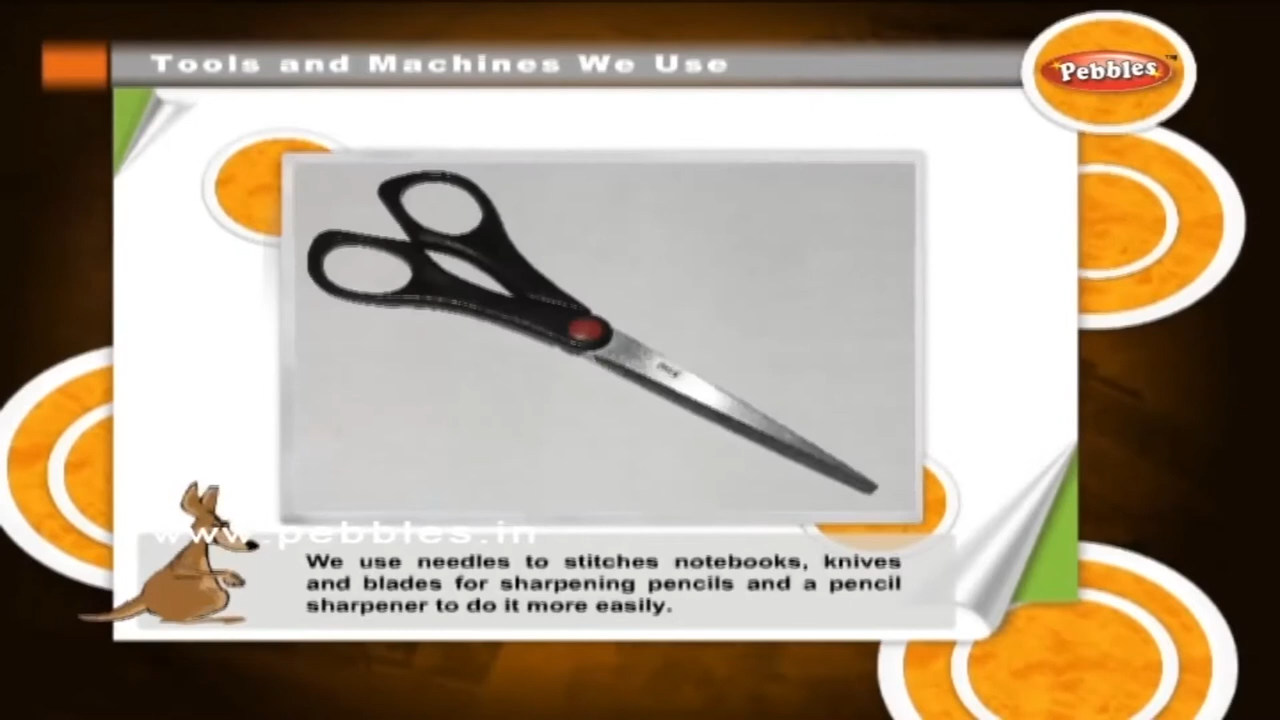 Tools and Machines We Use
Pebbles™
www.pebbles.in
We use needles to stitches notebooks, knives
and blades for sharpening pencils and a pencil
sharpener to do it more easily.